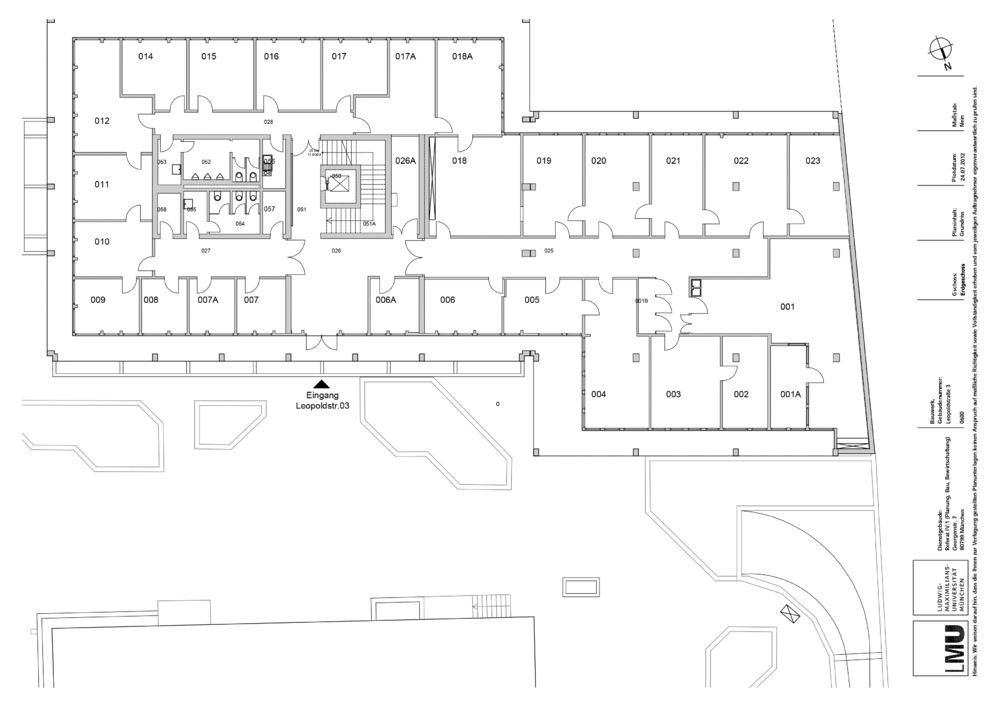 014
015
016
017
017A
018A
012
028
053
052
026A
018
019
020
021
022
023
011
050
058
054
057
051
051A
010
027
026
025
009
008
007A
007
006A
006
005
001B
001
004
003
002
001A
Eingang
Leopoldstr.03
0
N
Maßstab:
Nein
Plotdatum:
24.07.2012
Planinhalt:
Grundriss
Geschoss:
Erdgeschoss
Bauwerk,
Gebäudenummer:
Leopoldstraße 3
0600
Dienstgebäude:
Referat IV.1 (Planung, Bau, Bewirtschaftung)
Georgenstr. 7
80799 München
LUDWIG-
MAXIMILIANS-
UNIVERSITÄT
MÜNCHEN
LMU
Hinweis: Wir weisen darauf hin, dass die Ihnen zur Verfügung gestellten Planunterlagen keinen Anspruch auf maßliche Richtigkeit sowie Vollständigkeit erheben und vom jeweiligen Auftragnehmer eigenverantwortlich zu prüfen sind.